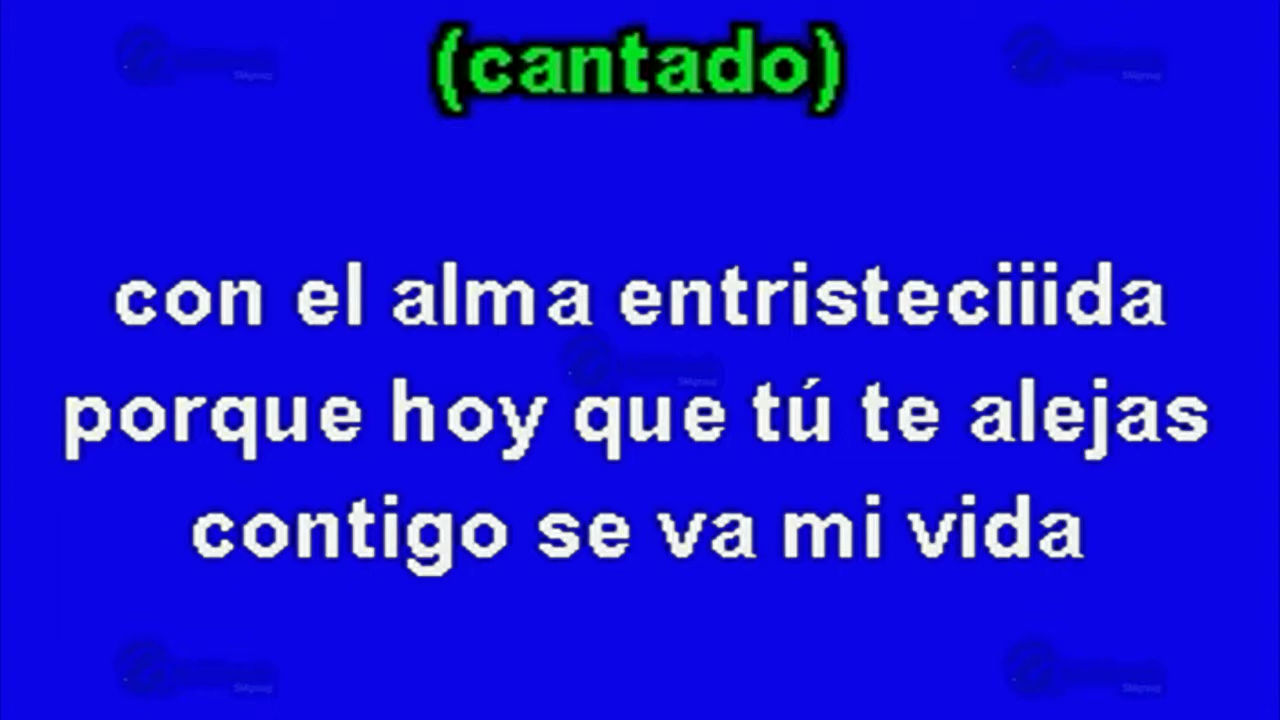 (cantado)
con el alma entristeciiida
porque hoy que tú te alejas
contigo se va mi vida